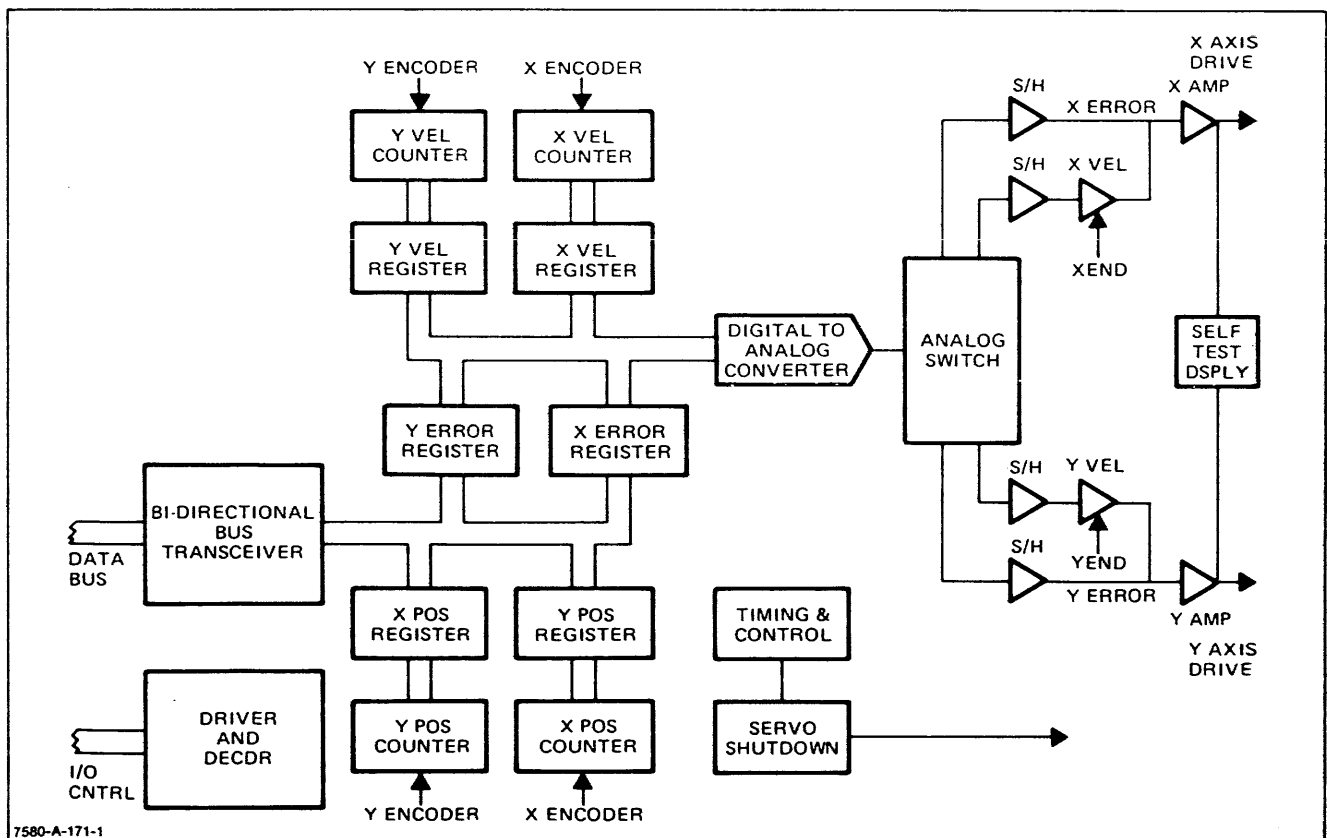 X AXIS
DRIVE
Y ENCODER
X ENCODER
S/H
X AMP
X ERROR
Y VEL
COUNTER
X VEL
COUNTER
S/H
X VEL
Y VEL
REGISTER
X VEL
REGISTER
XEND
DIGITAL TO
ANALOG
CONVERTER
ANALOG
SWITCH
SELF
TEST
DSPLY
Y ERROR
REGISTER
X ERROR
REGISTER
S/H
Y VEL
BI-DIRECTIONAL
BUS
TRANSCEIVER
DATA
BUS
S/H
YEND
Y ERROR
Y AMP
X POS
REGISTER
Y POS
REGISTER
TIMING &
CONTROL
Y AXIS
DRIVE
DRIVER
AND
DECDR
Y POS
COUNTER
X POS
COUNTER
SERVO
SHUTDOWN
I/O
CNTRL
Y ENCODER
X ENCODER
7580-A-171-1